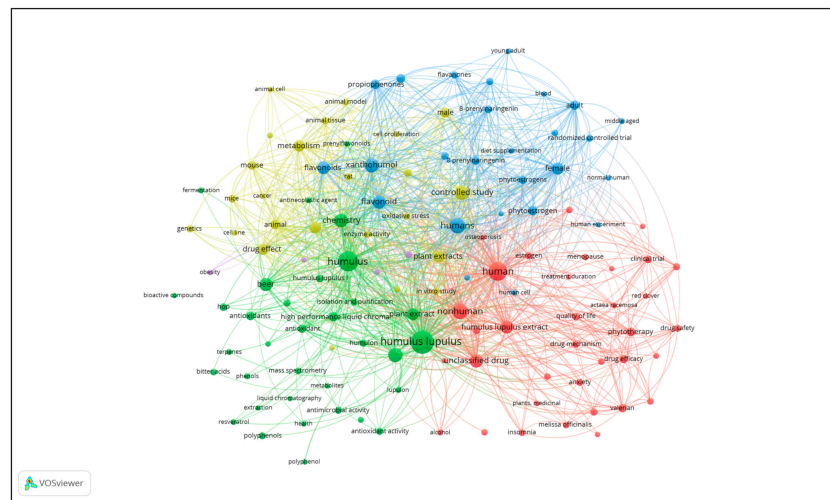 young adult
animal cell
propiophenones
flavanones
blood
animal model
8-prenylnaringenin
adult
animal tissue
male
middle aged
cell proliferation
randomized controlled trial
metabolism
prenylflavonoids
diet supplementation
mouse
flavonoids
xanthohumol
rat
6-prenylnaringenin
female
normal human
fermentation
mice
cancer
antineoplastic agent
controlled study
phytoestrogens
flavonoid
phytoestrogen
oxidative stress
chemistry
genetics
cell line
animal
enzyme activity
humans
human experiment
osteoporosis
drug effect
plant extracts
estrogen
menopause
clinical trial
humulus
human
obesity
humulus lupulus l
treatment duration
beer
in vitro study
human cell
bioactive compounds
hop
isolation and purification
actaea racemosa
red clover
antioxidants
high performance liquid chromat
plant extract
nonhuman
quality of life
antioxidant
humulus lupulus extract
phytotherapy
drug safety
humulon
humulus lupulus
drug mechanism
terpenes
unclassified drug
drug efficacy
bitter acids
phenols
mass spectrometry
metabolites
lupulon
anxiety
liquid chromatography
extraction
antimicrobial activity
plants, medicinal
valerian
resveratrol
health
polyphenols
antioxidant activity
alcohol
insomnia
melissa officinalis
polyphenol
VOSviewer